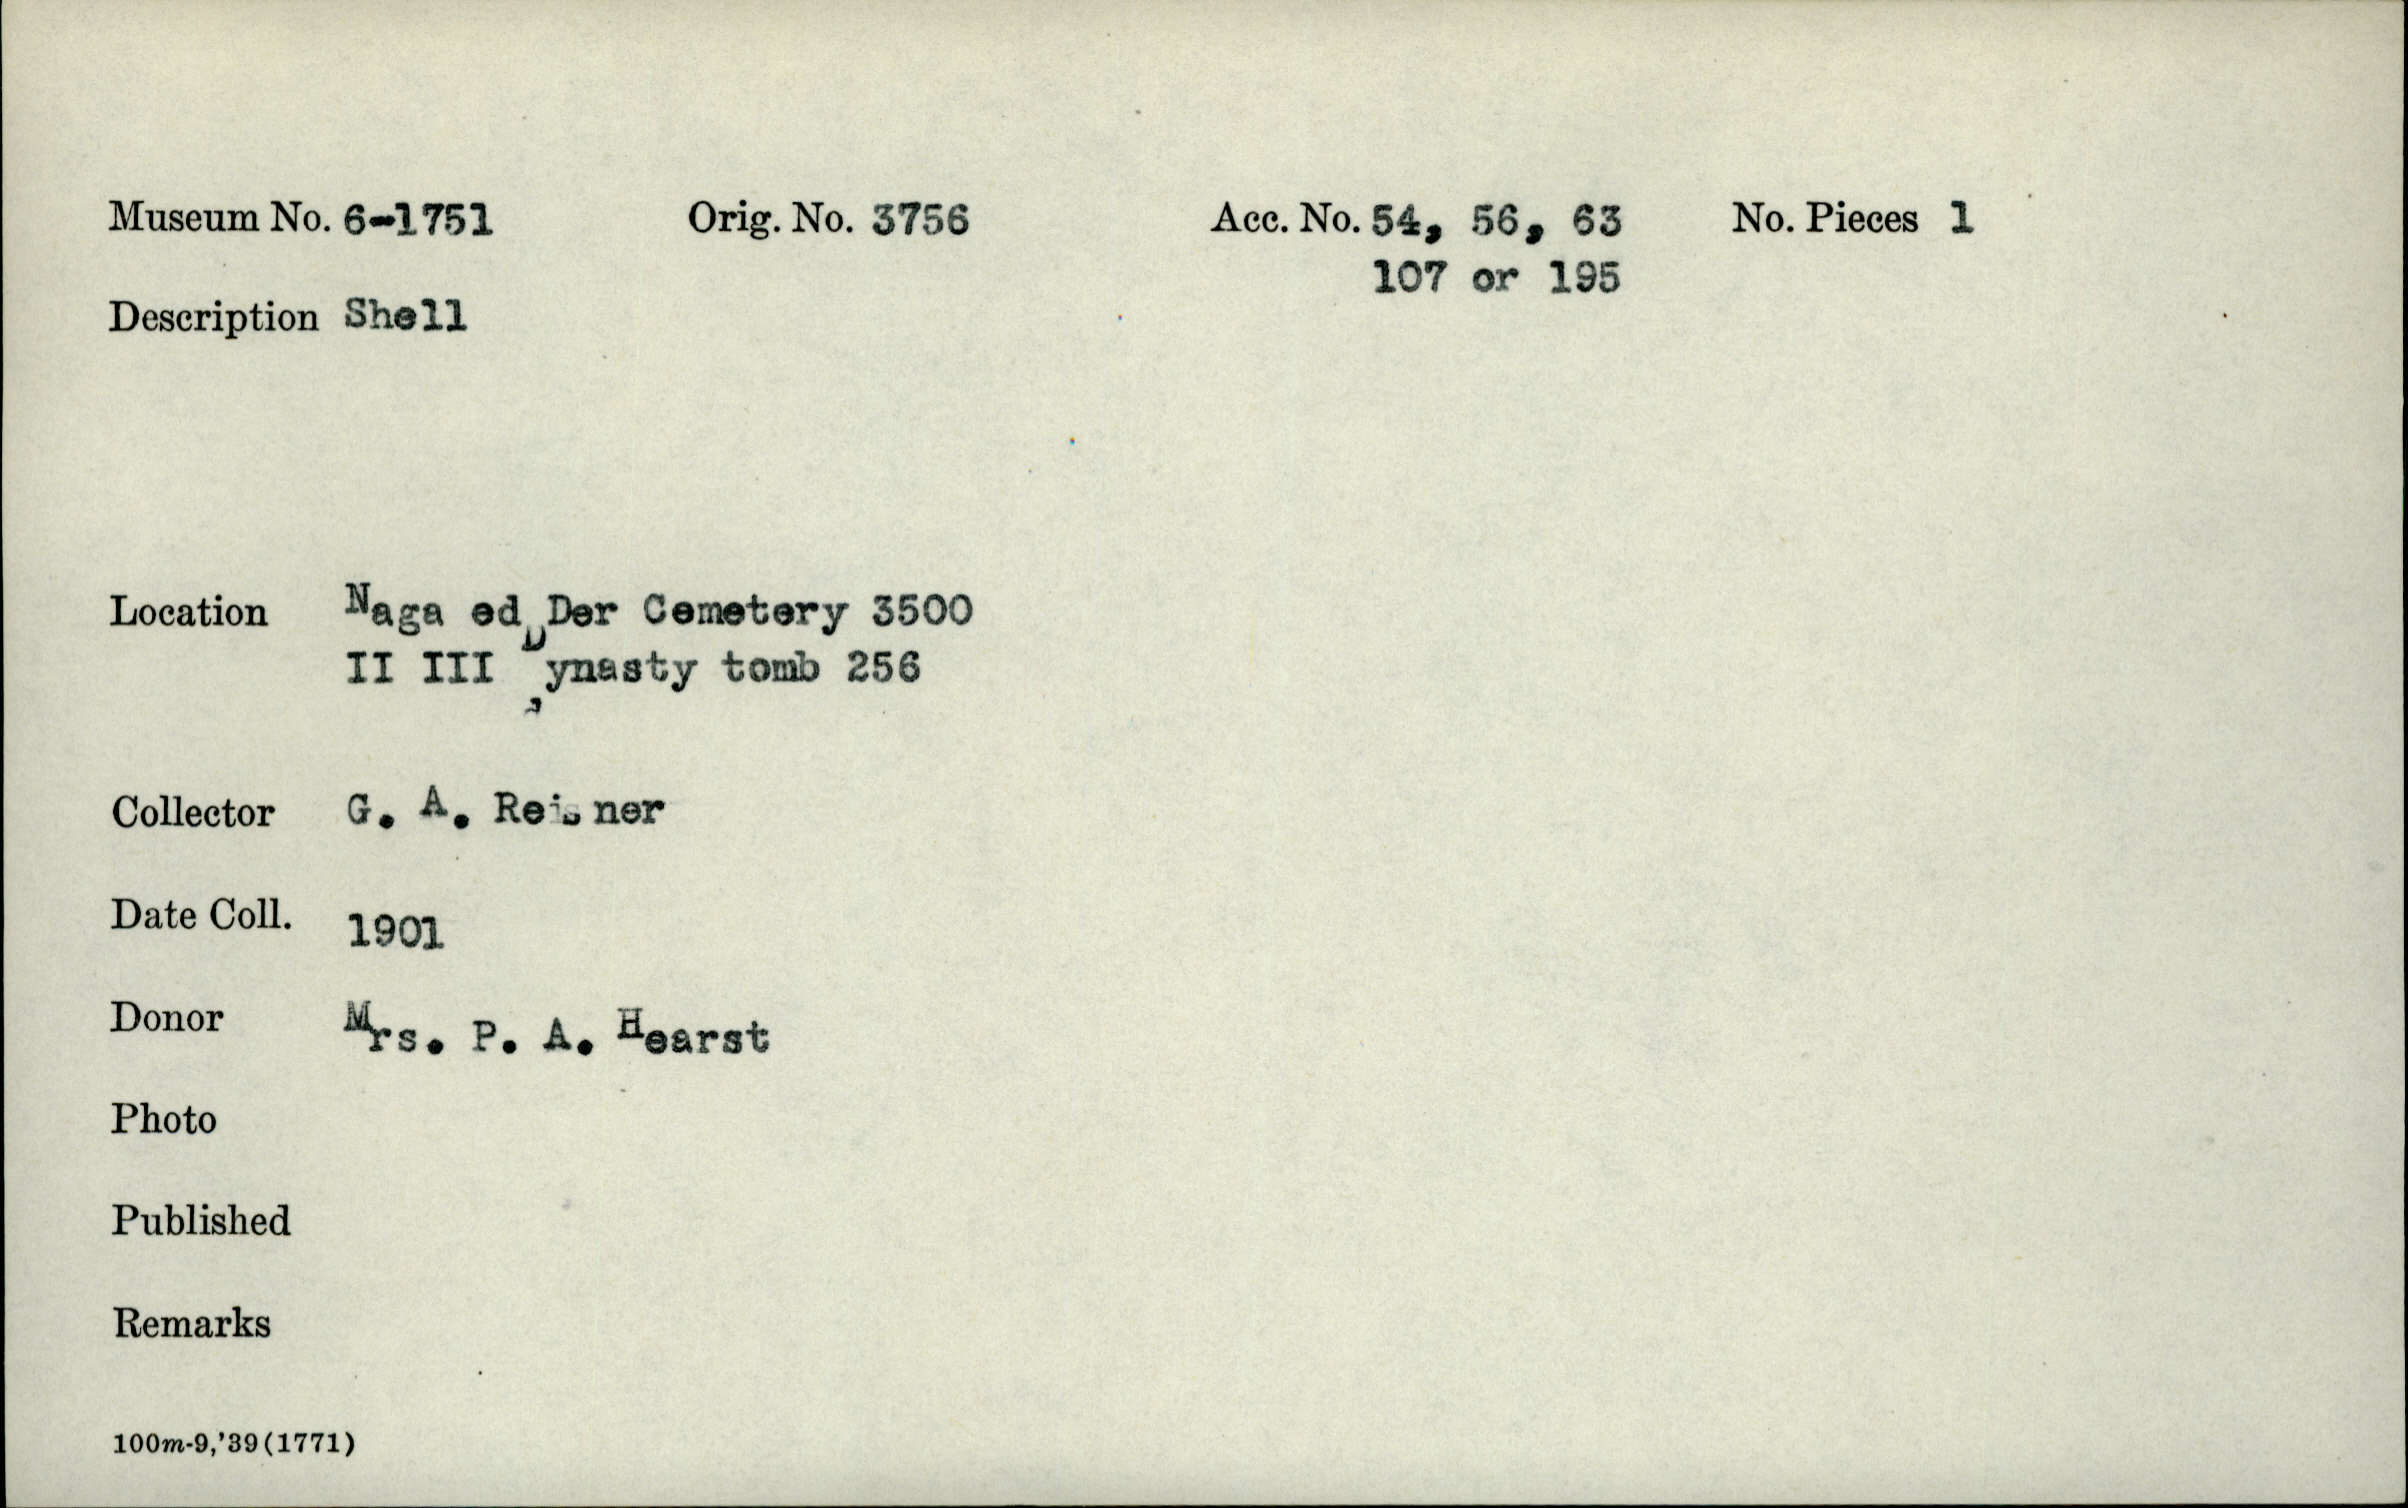 Museum No. 6-1751 Orig. No. 3756 Acc. No. 54, 56, 63 No. Pieces 1
107 or 195
Description Shell
Location Naga ed Der Cemetery 3500
II III Dynasty tomb 256
Collector G. A. Reisner
Date Coll. 1901
Donor Mrs. P. A. Hearst
Photo
Published
Remarks
100m-9,'39(1771)